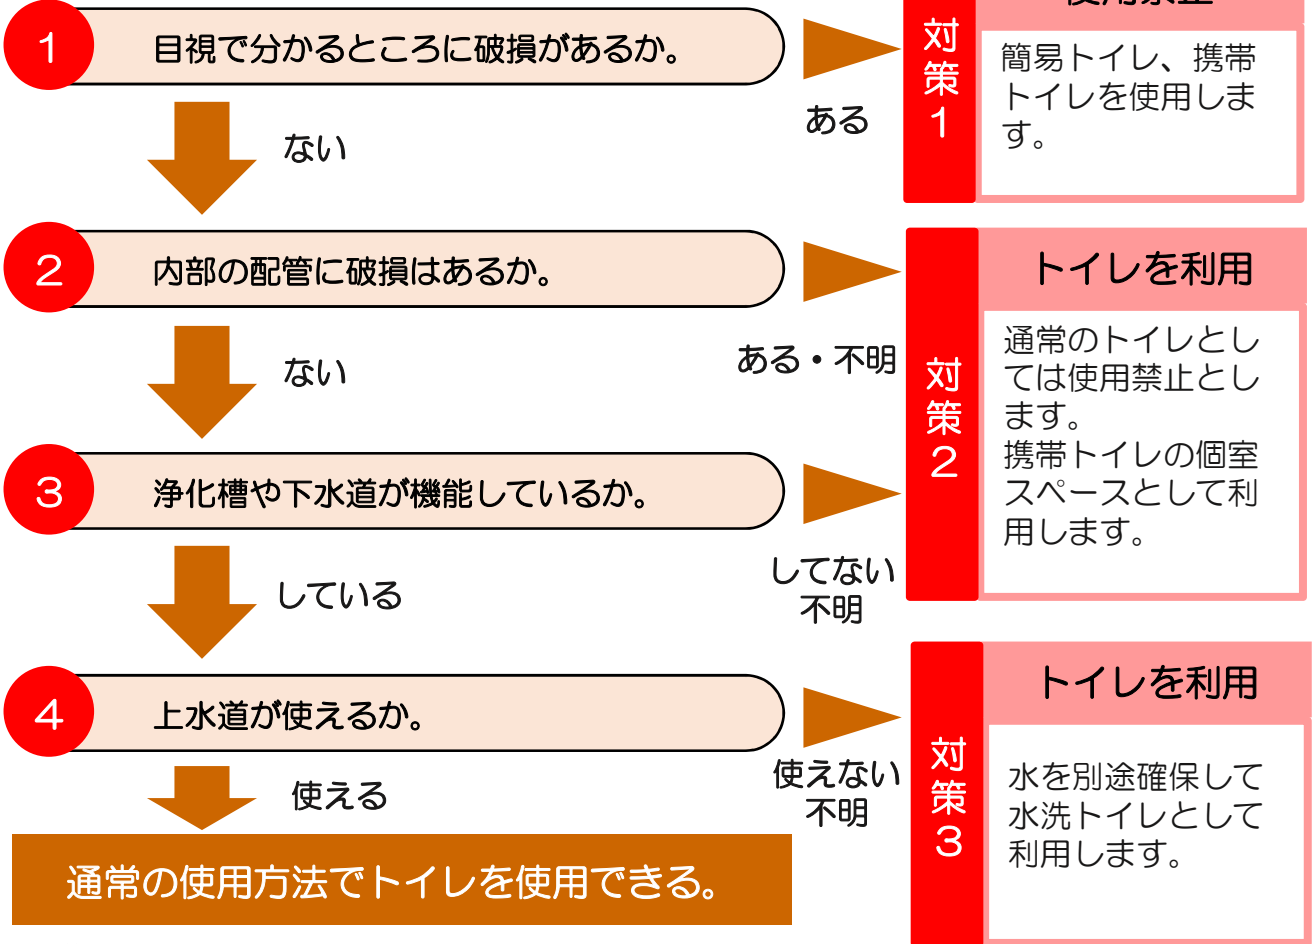 1
目視で分かるところに破損があるか。
ある
ない
対策1
簡易トイレ、携帯
トイレを使用しま
す。
2
内部の配管に破損はあるか。
ある・不明
ない
対策2
トイレを利用
通常のトイレとし
ては使用禁止とし
ます。
携帯トイレの個室
スペースとして利
用します。
3
浄化槽や下水道が機能しているか。
してない
不明
している
4
上水道が使えるか。
使えない
不明
使える
対策3
トイレを利用
水を別途確保して
水洗トイレとして
利用します。
通常の使用方法でトイレを使用できる。